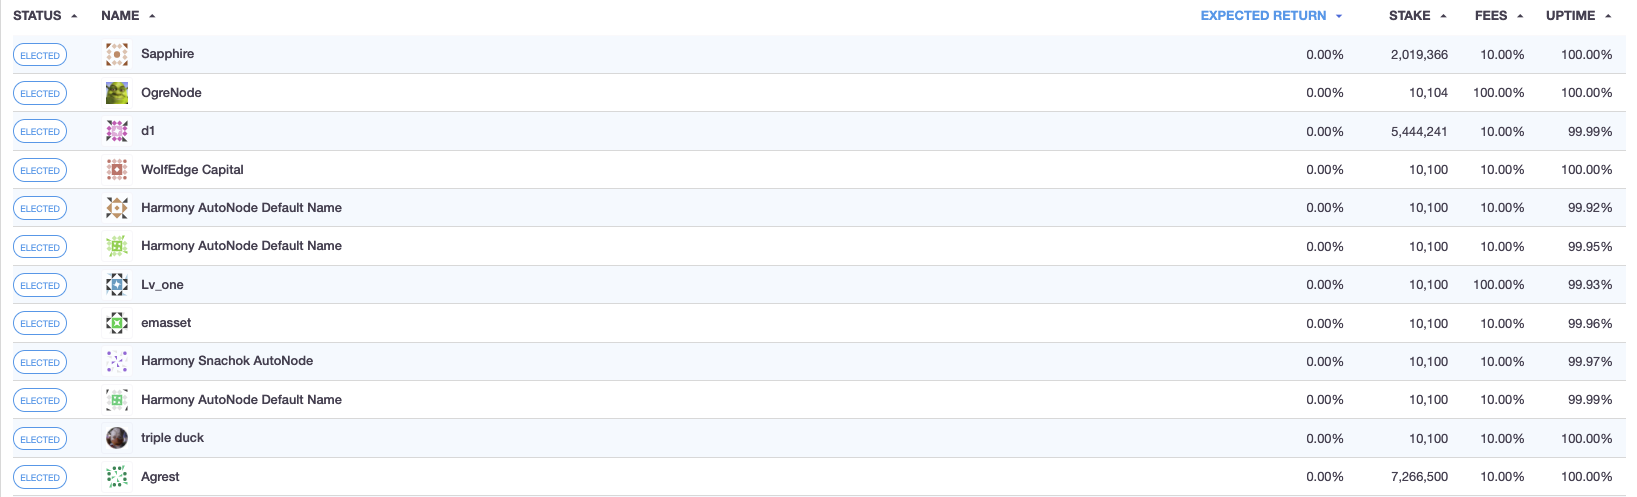 STATUS NAME EXPECTED RETURN STAKE FEES UPTIME
ELECTED Sapphire 0.00% 2,019,366 10.00% 100.00%
ELECTED OgreNode 0.00% 10,104 100.00% 100.00%
ELECTED d1 0.00% 5,444,241 10.00% 99.99%
ELECTED WolfEdge Capital 0.00% 10,100 10.00% 100.00%
ELECTED Harmony AutoNode Default Name 0.00% 10,100 10.00% 99.92%
ELECTED Harmony AutoNode Default Name 0.00% 10,100 10.00% 99.95%
ELECTED Lv_one 0.00% 10,100 100.00% 99.93%
ELECTED emasset 0.00% 10,100 10.00% 99.96%
ELECTED Harmony Snachok AutoNode 0.00% 10,100 10.00% 99.97%
ELECTED Harmony AutoNode Default Name 0.00% 10,100 10.00% 99.99%
ELECTED triple duck 0.00% 10,100 10.00% 100.00%
ELECTED Agrest 0.00% 7,266,500 10.00% 100.00%